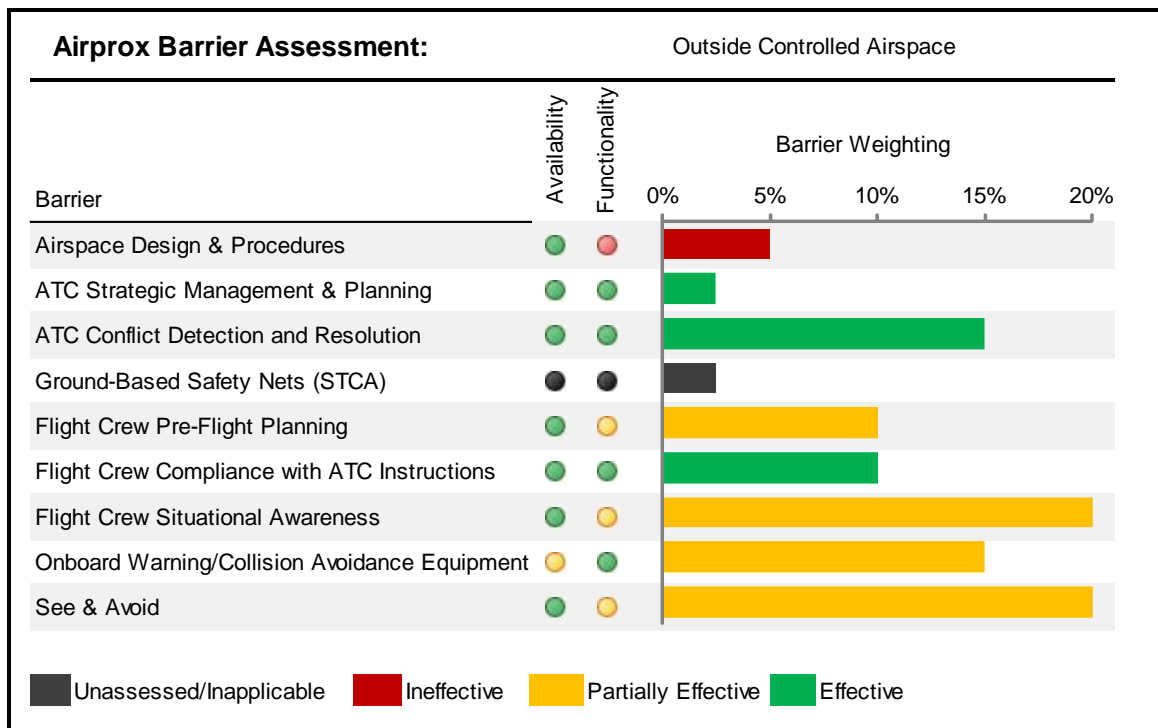 Airprox Barrier Assessment: Outside Controlled Airspace
Availability
Functionality
Barrier Weighting
Barrier
0% 5% 10% 15% 20%
Airspace Design & Procedures
ATC Strategic Management & Planning
ATC Conflict Detection and Resolution
Ground-Based Safety Nets (STCA)
Flight Crew Pre-Flight Planning
Flight Crew Compliance with ATC Instructions
Flight Crew Situational Awareness
Onboard Warning/Collision Avoidance Equipment
See & Avoid
Unassessed/Inapplicable Ineffective Partially Effective Effective